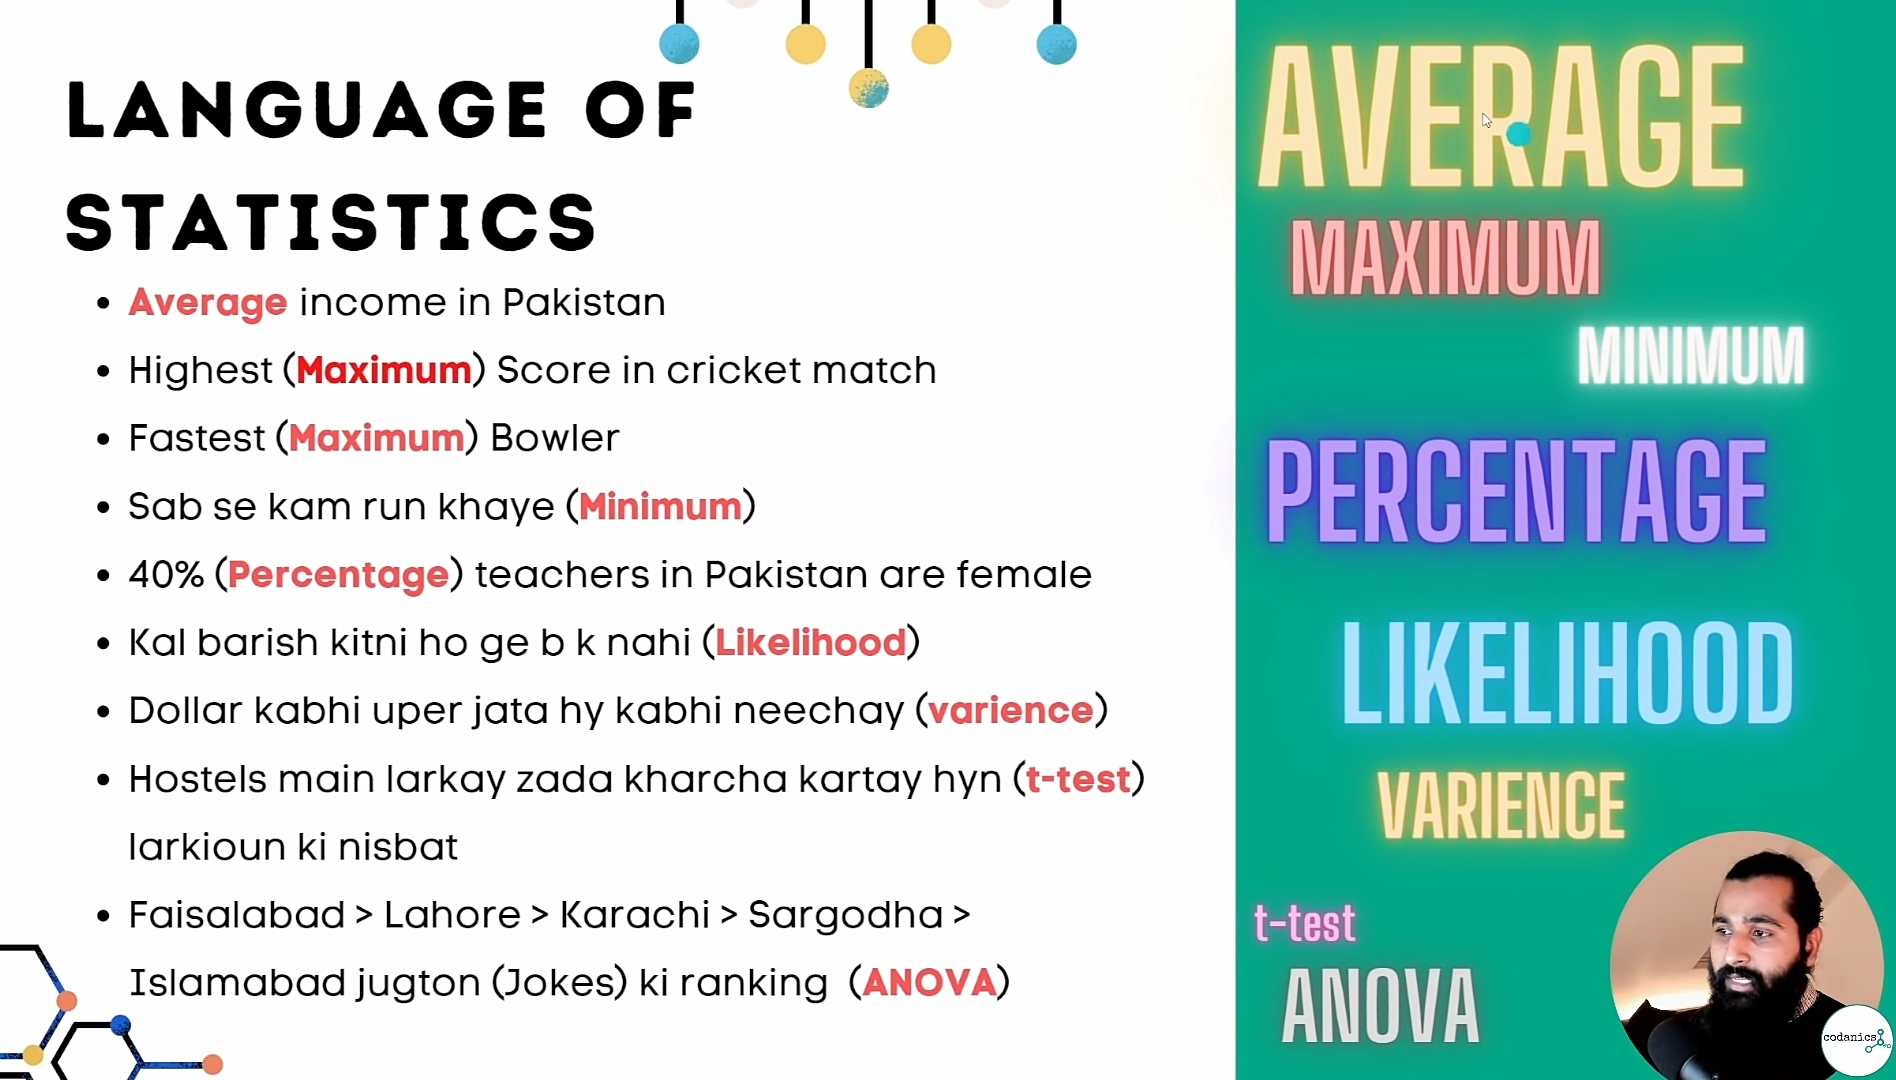 LANGUAGE OF
STATISTICS
Average income in Pakistan
Highest (Maximum) Score in cricket match
Fastest (Maximum) Bowler
Sab se kam run khaye (Minimum)
40% (Percentage) teachers in Pakistan are female
Kal barish kitni ho ge b k nahi (Likelihood)
Dollar kabhi uper jata hy kabhi neechay (varience)
Hostels main larkay zada kharcha kartay hyn (t-test)
larkioun ki nisbat
Faisalabad > Lahore > Karachi > Sargodha >
Islamabad jugton (Jokes) ki ranking (ANOVA)
AVERAGE
MAXIMUM
MINIMUM
PERCENTAGE
LIKELIHOOD
VARIENCE
t-test
ANOVA
codanics